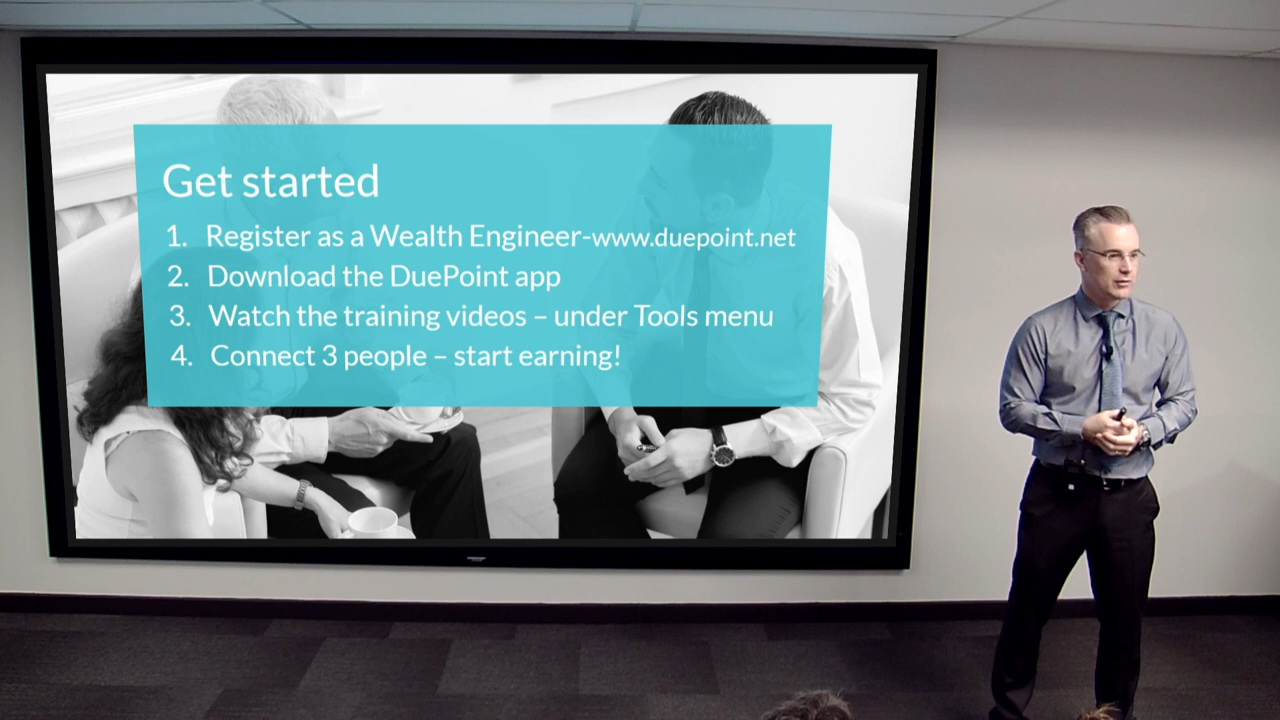 Get started
1. Register as a Wealth Engineer-www.duepoint.net
2. Download the DuePoint app
3. Watch the training videos – under Tools menu
4. Connect 3 people – start earning!